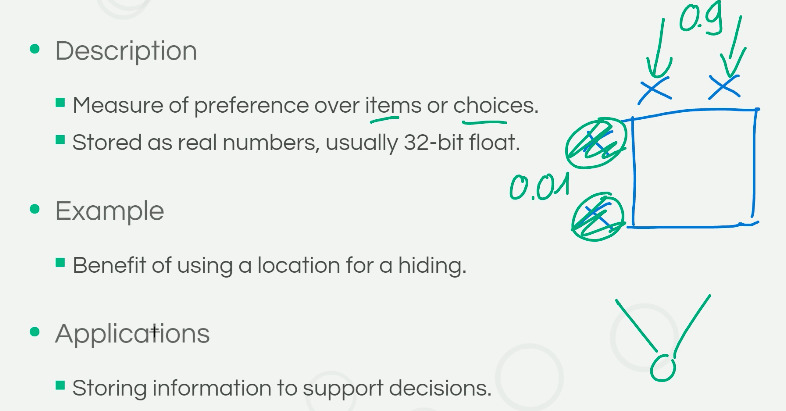 0.9
Description
Measure of preference over items or choices.
Stored as real numbers, usually 32-bit float.
0.01
Example
Benefit of using a location for a hiding.
Applications
Storing information to support decisions.